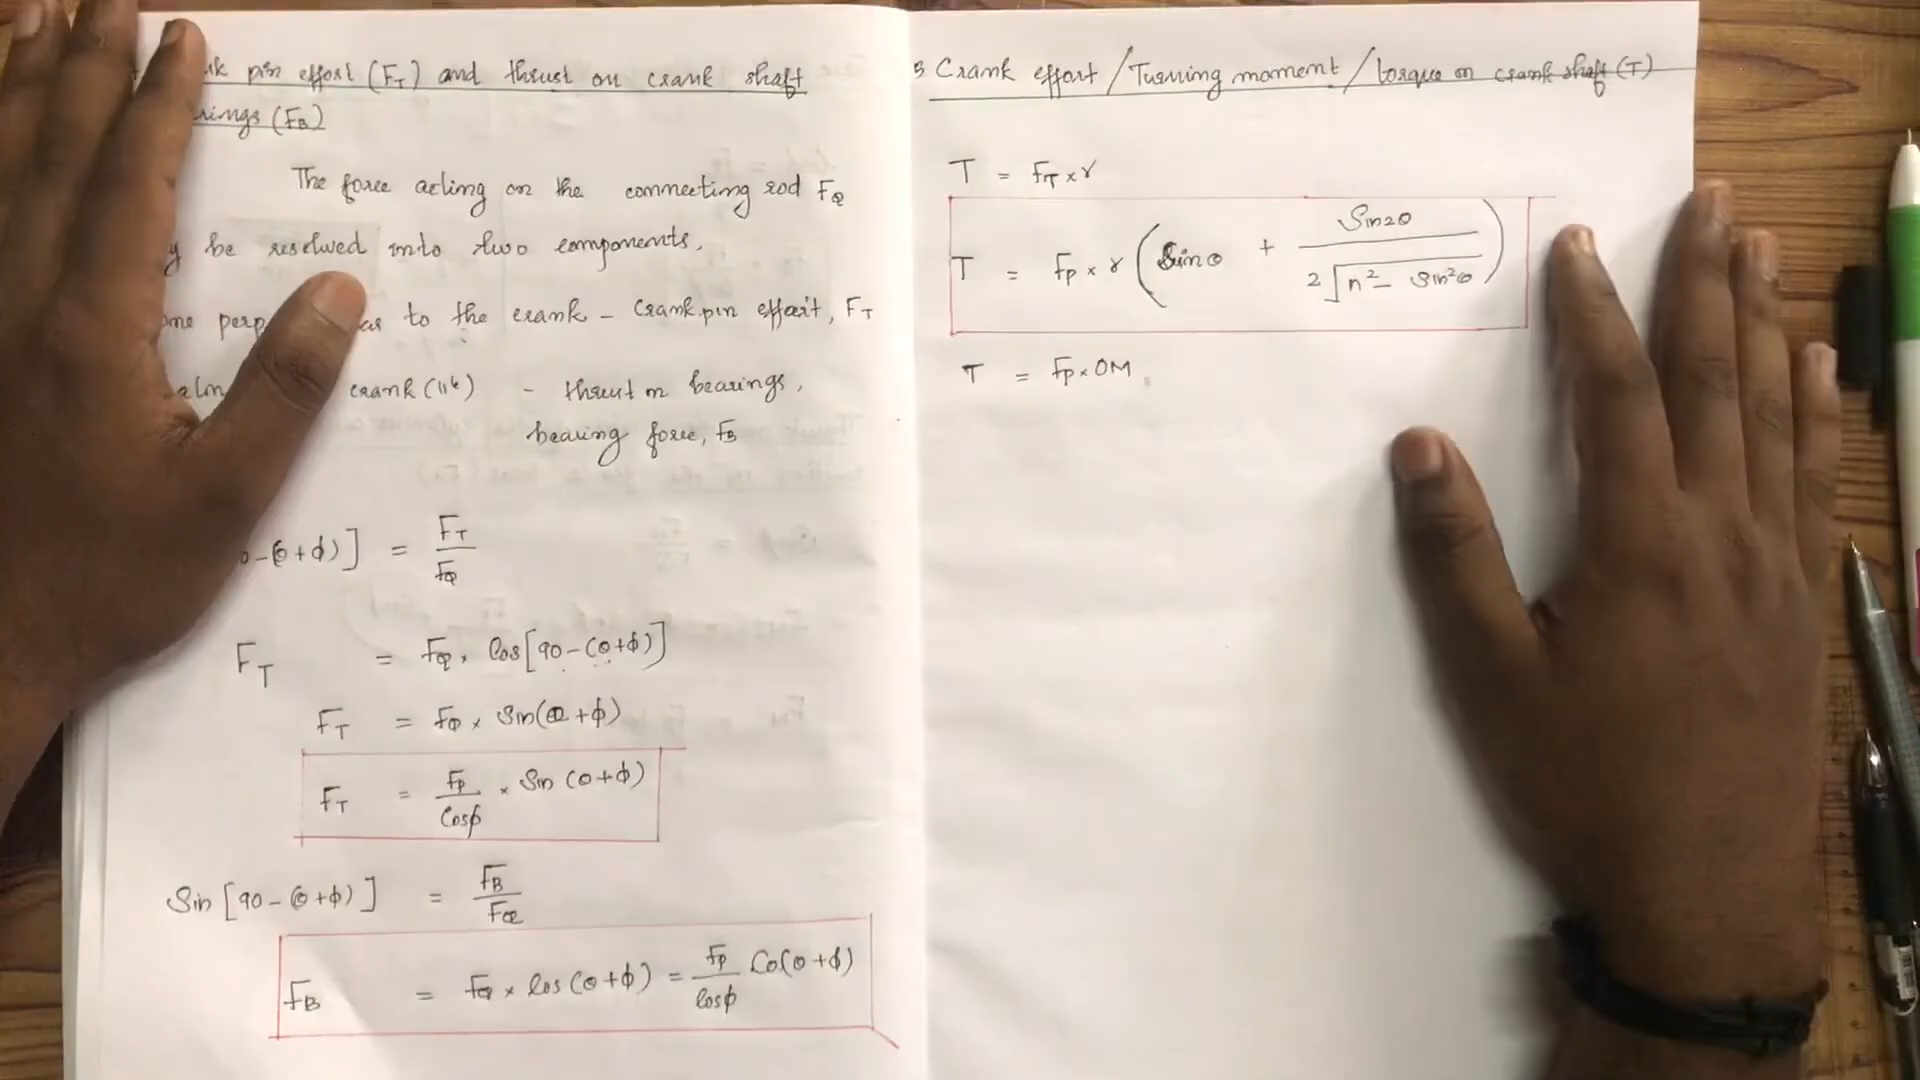 pin effort (FT) and thrust on crank shaft
(FB)
The force acting on the connecting rod FQ
be resolved into two components,
to the crank - Crank pin effort, FT
crank (11le) - thrust on bearings,
bearing force, FB
-(θ+ϕ)] = FT/FQ
FT = FQ × Cos[90-(θ+ϕ)]
FT = FQ × Sin(θ+ϕ)
FT = FP/Cosϕ × Sin (θ+ϕ)
Sin [90-(θ+ϕ)] = FB/FQ
FB = FQ × Cos(θ+ϕ) = FP/Cosϕ Co(θ+ϕ)
Crank effort / Turning moment / torque on crank shaft (T)
T = FT × r
T = FP × r (Sinθ + Sin2θ / 2√n² - Sin²θ)
T = FP × OM